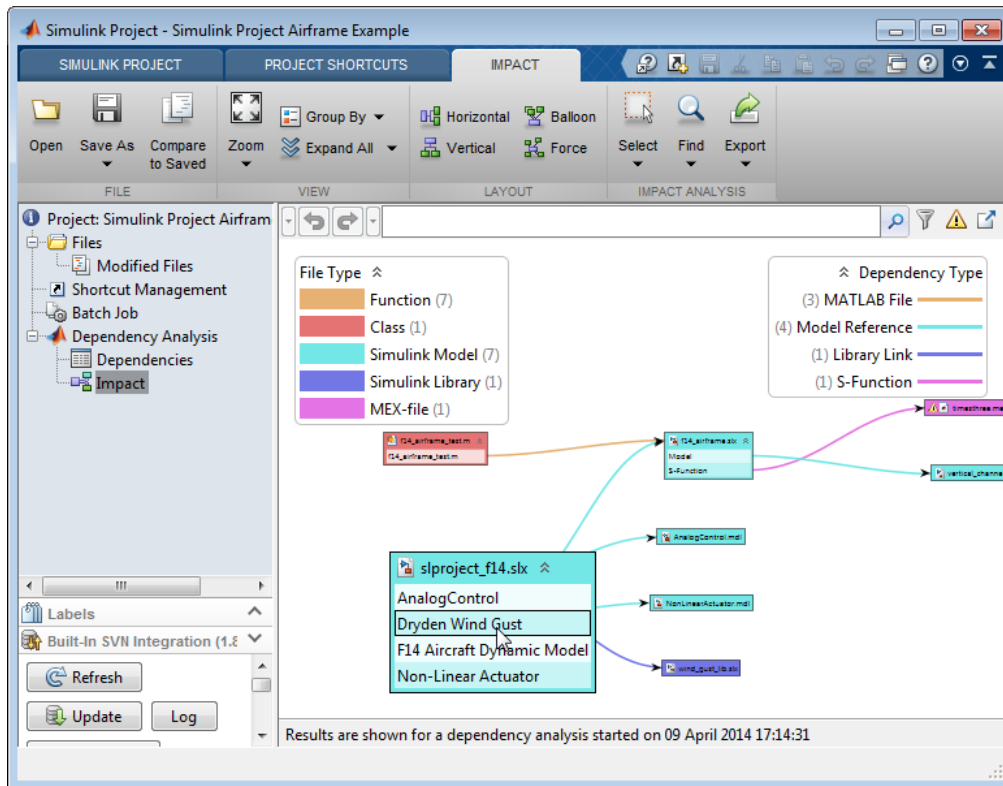 Simulink Project - Simulink Project Airframe Example
SIMULINK PROJECT
PROJECT SHORTCUTS
IMPACT
Open
Save As
Compare
to Saved
Zoom
Group By
Expand All
Horizontal
Vertical
Balloon
Force
Select
Find
Export
FILE
VIEW
LAYOUT
IMPACT ANALYSIS
Project: Simulink Project Airfram
Files
Modified Files
Shortcut Management
Batch Job
Dependency Analysis
Dependencies
Impact
Labels
Built-In SVN Integration (1.8
Refresh
Update
Log
File Type
Function (7)
Class (1)
Simulink Model (7)
Simulink Library (1)
MEX-file (1)
Dependency Type
(3) MATLAB File
(4) Model Reference
(1) Library Link
(1) S-Function
timesthree.me
f14_airframe_test.m
f14_airframe_test.m
f14_airframe.slx
Model
S-Function
vertical_channe
AnalogControl.mdl
slproject_f14.slx
AnalogControl
Dryden Wind Gust
F14 Aircraft Dynamic Model
Non-Linear Actuator
NonLinearActuator.mdl
wind_gust_lib.slx
Results are shown for a dependency analysis started on 09 April 2014 17:14:31